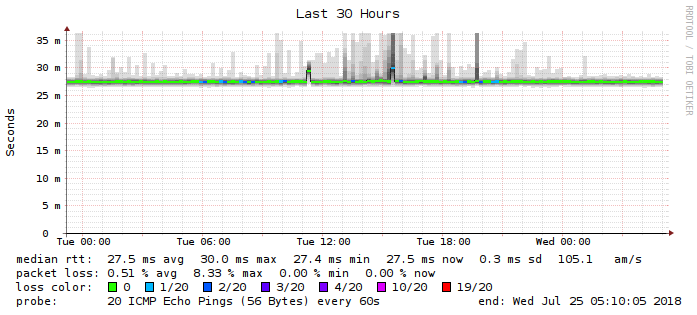 Last 30 Hours
RRDTOOL / TOBI OETIKER
Seconds
35 m
30 m
25 m
20 m
15 m
10 m
5 m
0
Tue 00:00 Tue 06:00 Tue 12:00 Tue 18:00 Wed 00:00
median rtt: 27.5 ms avg 30.0 ms max 27.4 ms min 27.5 ms now 0.3 ms sd 105.1 am/s
packet loss: 0.51 % avg 8.33 % max 0.00 % min 0.00 % now
loss color: 0 1/20 2/20 3/20 4/20 10/20 19/20
probe: 20 ICMP Echo Pings (56 Bytes) every 60s end: Wed Jul 25 05:10:05 2018